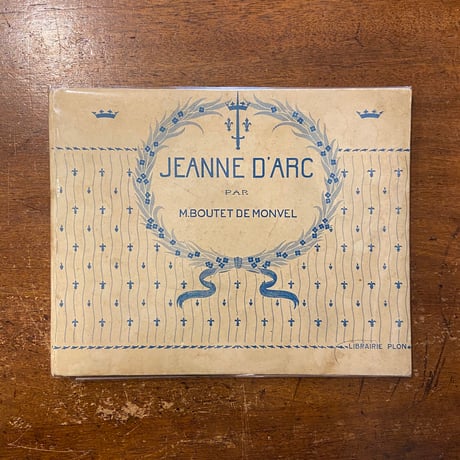 JEANNE D'ARC
PAR
M.BOUTET DE MONVEL
LIBRAIRIE PLON